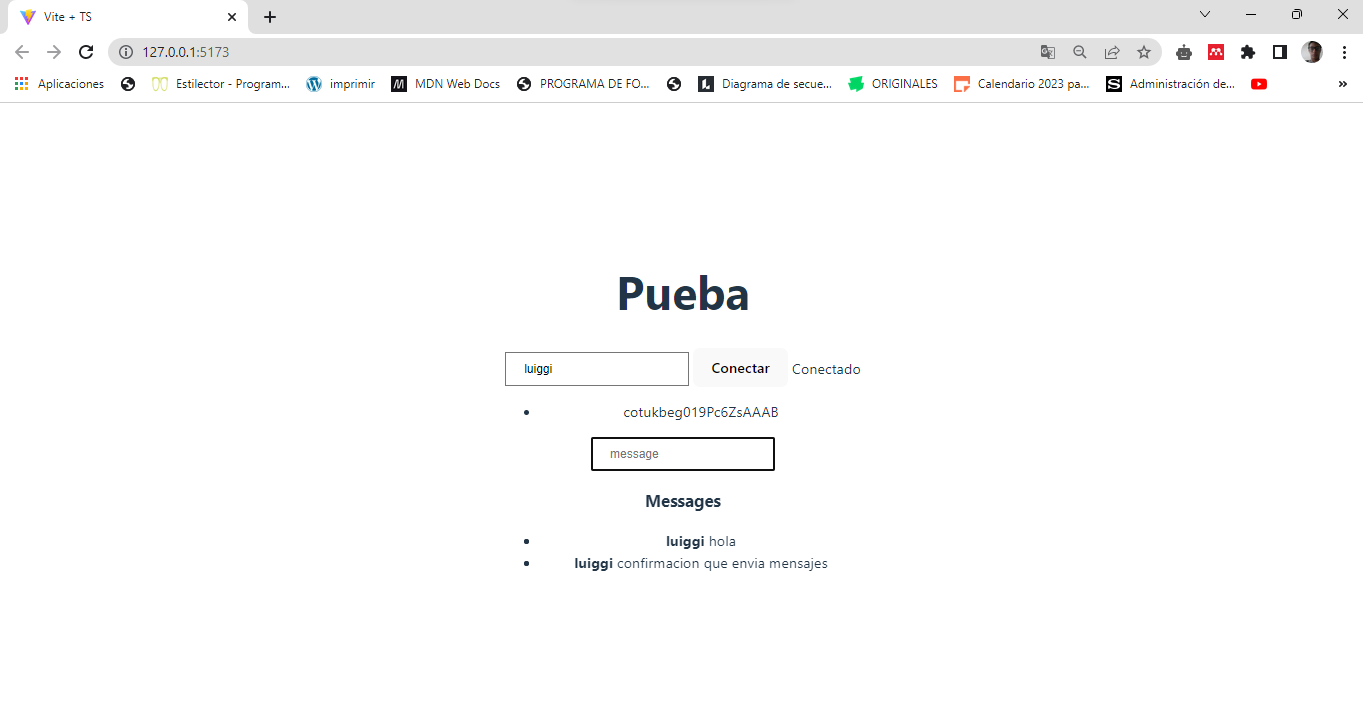 Vite + TS
127.0.0.1:5173
Aplicaciones Estilector - Program... imprimir MDN Web Docs PROGRAMA DE FO... Diagrama de secue... ORIGINALES Calendario 2023 pa... Administración de... »
Pueba
luiggi Conectar Conectado
cotukbeg019Pc6ZsAAAB
message
Messages
luiggi hola
luiggi confirmacion que envia mensajes